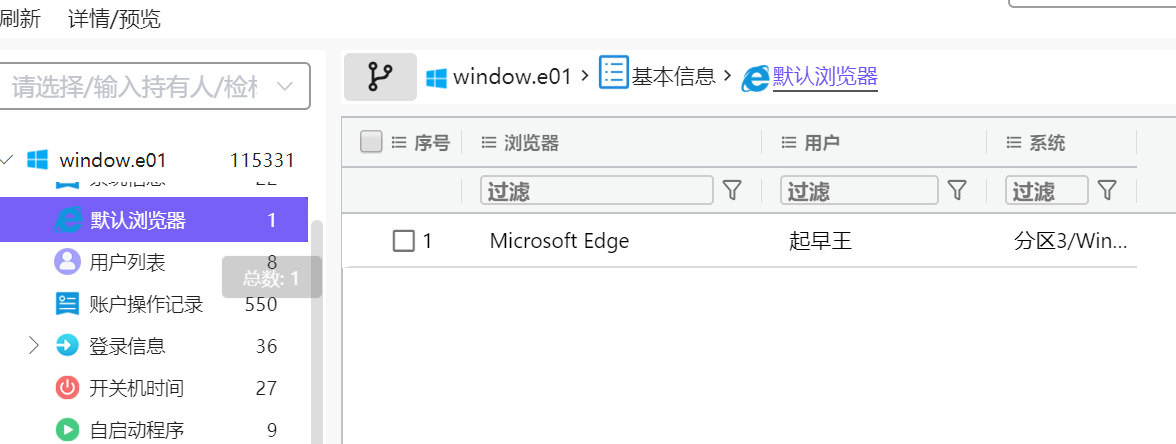 刷新 详情/预览
请选择/输入持有人/检材
window.e01 > 基本信息 > 默认浏览器
序号 浏览器 用户 系统
过滤 过滤 过滤
1 Microsoft Edge 起早王 分区3/Win...
window.e01 115331
系统信息 22
默认浏览器 1
用户列表 8
总数: 1
账户操作记录 550
登录信息 36
开关机时间 27
自启动程序 9